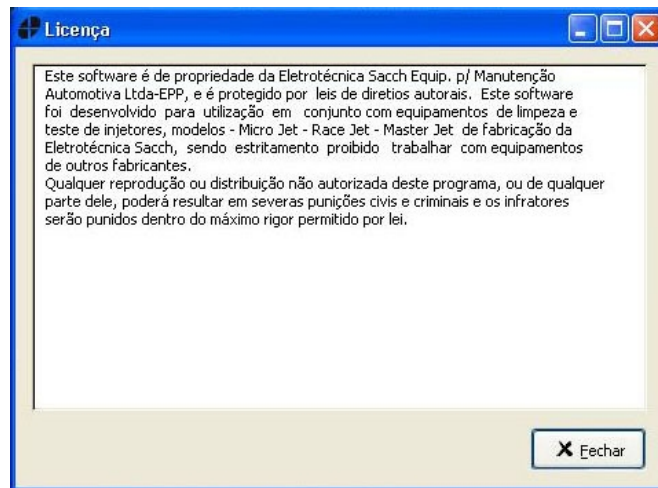 Licença
Este software é de propriedade da Eletrotécnica Sacch Equip. p/ Manutenção
Automotiva Ltda-EPP, e é protegido por leis de diretios autorais. Este software
foi desenvolvido para utilização em conjunto com equipamentos de limpeza e
teste de injetores, modelos - Micro Jet - Race Jet - Master Jet de fabricação da
Eletrotécnica Sacch, sendo estritamento proibido trabalhar com equipamentos
de outros fabricantes.
Qualquer reprodução ou distribuição não autorizada deste programa, ou de qualquer
parte dele, poderá resultar em severas punições civis e criminais e os infratores
serão punidos dentro do máximo rigor permitido por lei.
Fechar